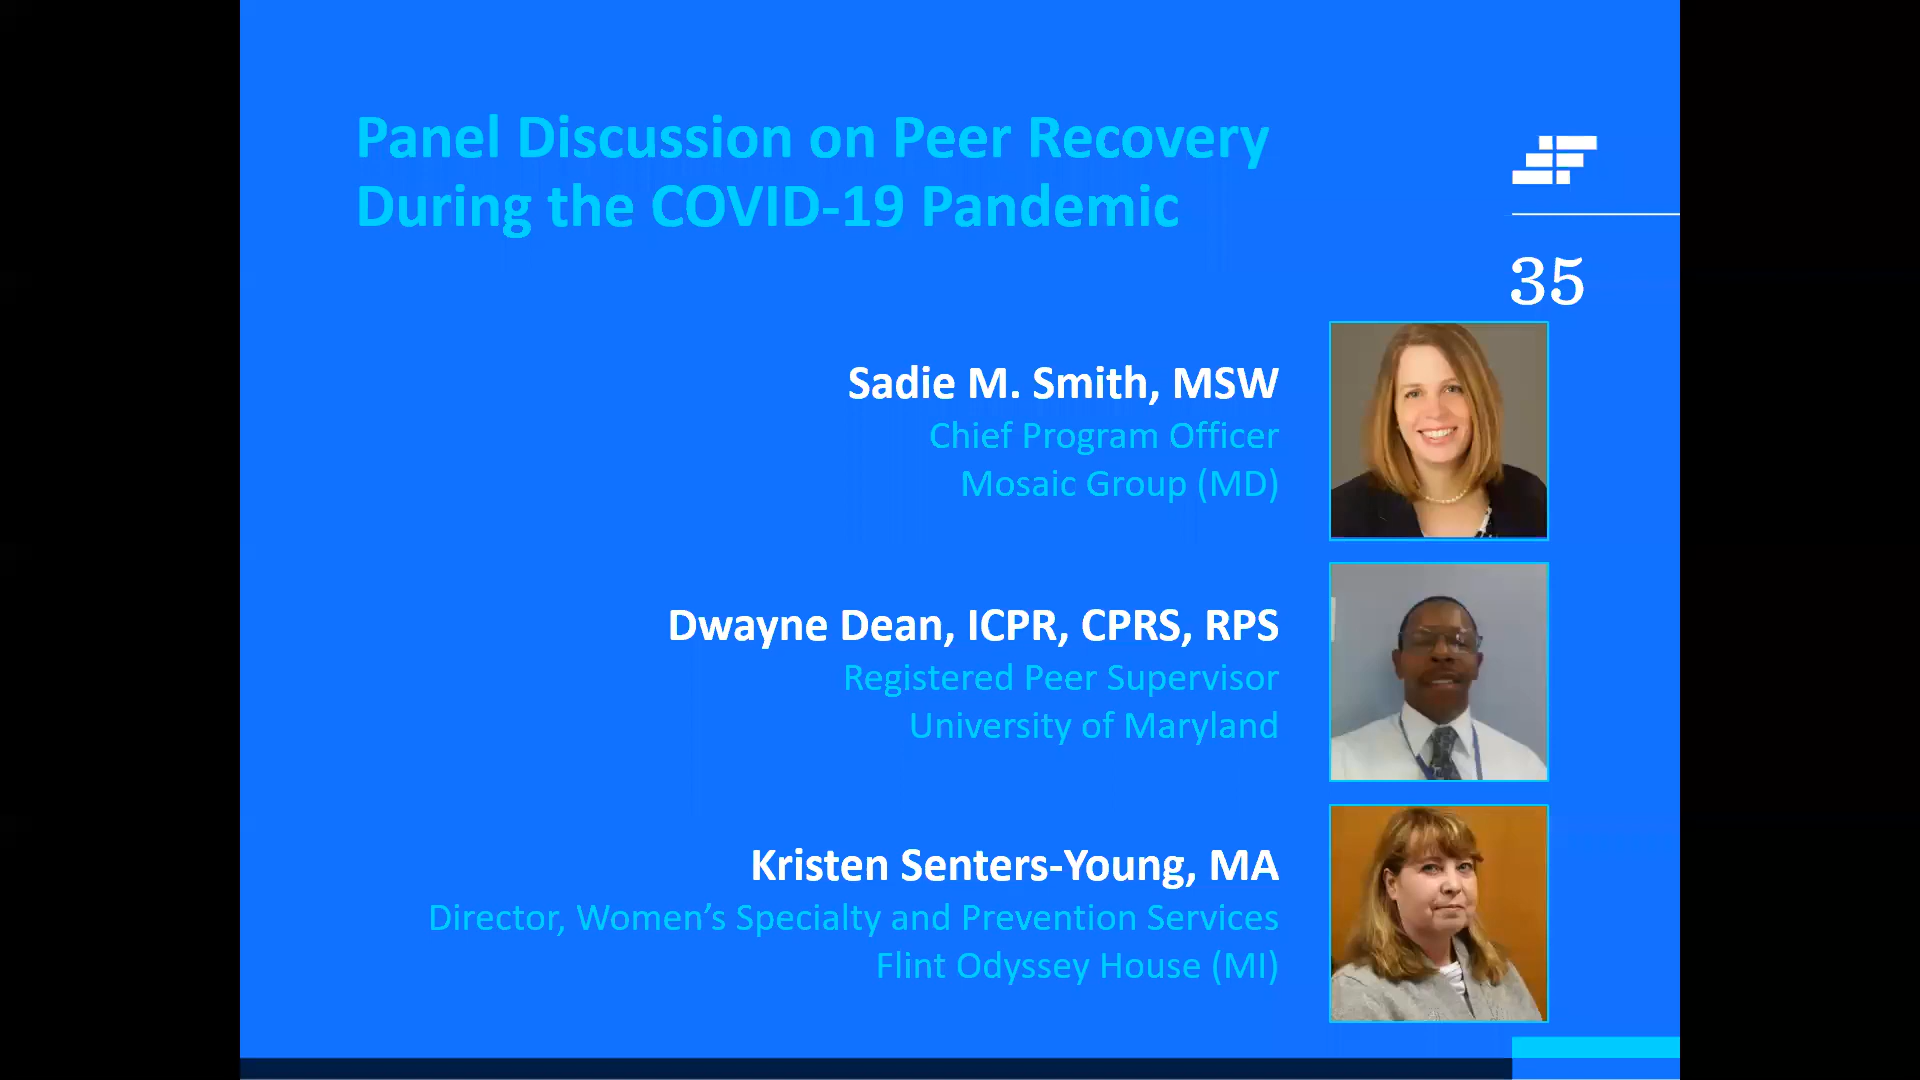 Panel Discussion on Peer Recovery
During the COVID-19 Pandemic
35
Sadie M. Smith, MSW
Chief Program Officer
Mosaic Group (MD)
Dwayne Dean, ICPR, CPRS, RPS
Registered Peer Supervisor
University of Maryland
Kristen Senters-Young, MA
Director, Women’s Specialty and Prevention Services
Flint Odyssey House (MI)